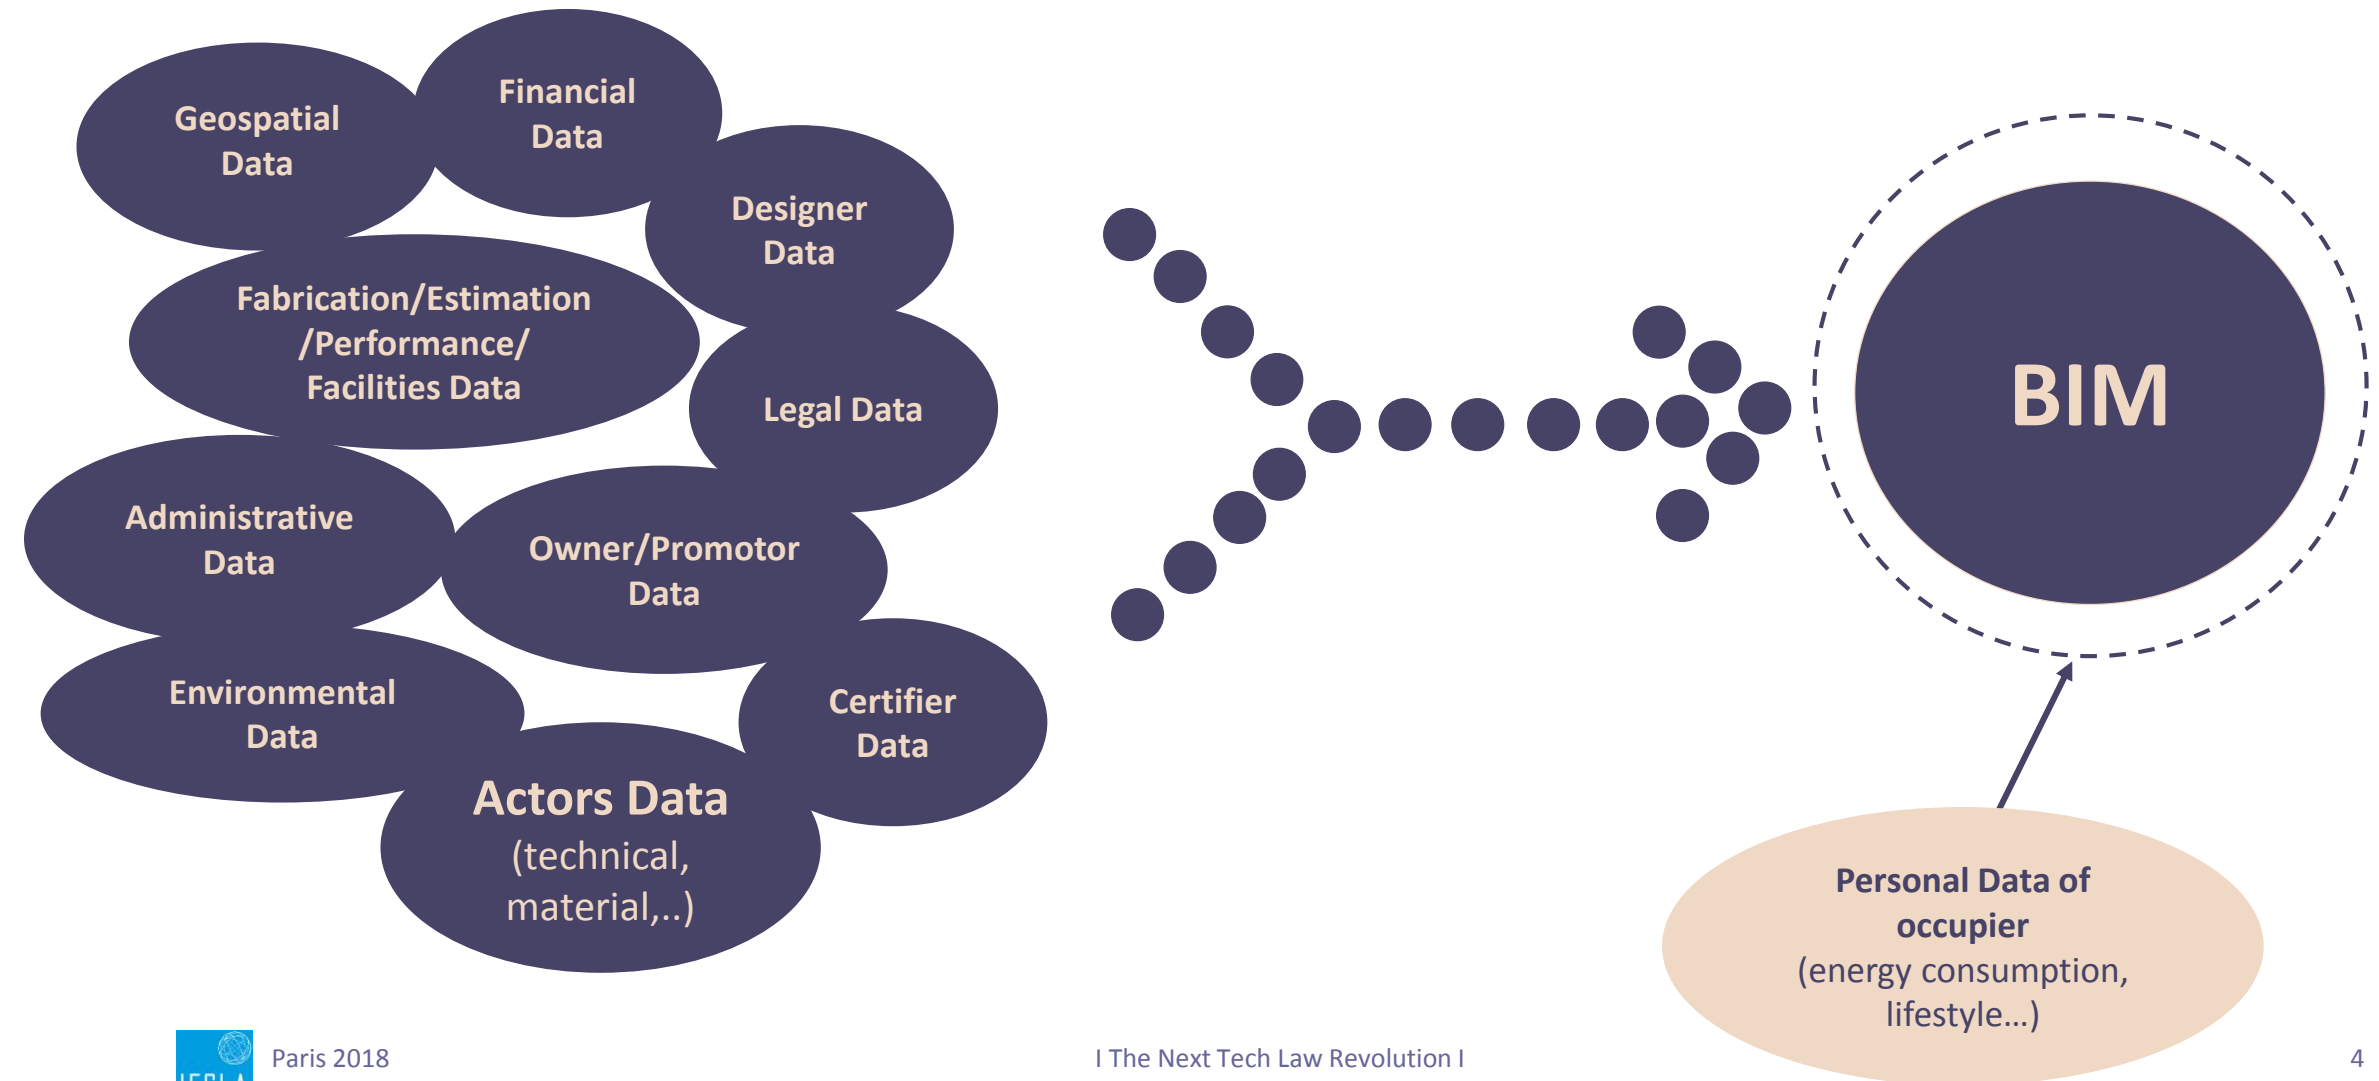 Geospatial
Data
Financial
Data
Designer
Data
Fabrication/Estimation
/Performance/
Facilities Data
Legal Data
Administrative
Data
Owner/Promotor
Data
Environmental
Data
Certifier
Data
Actors Data
(technical,
material,..)
BIM
Personal Data of
occupier
(energy consumption,
lifestyle…)
Paris 2018
I The Next Tech Law Revolution I
4